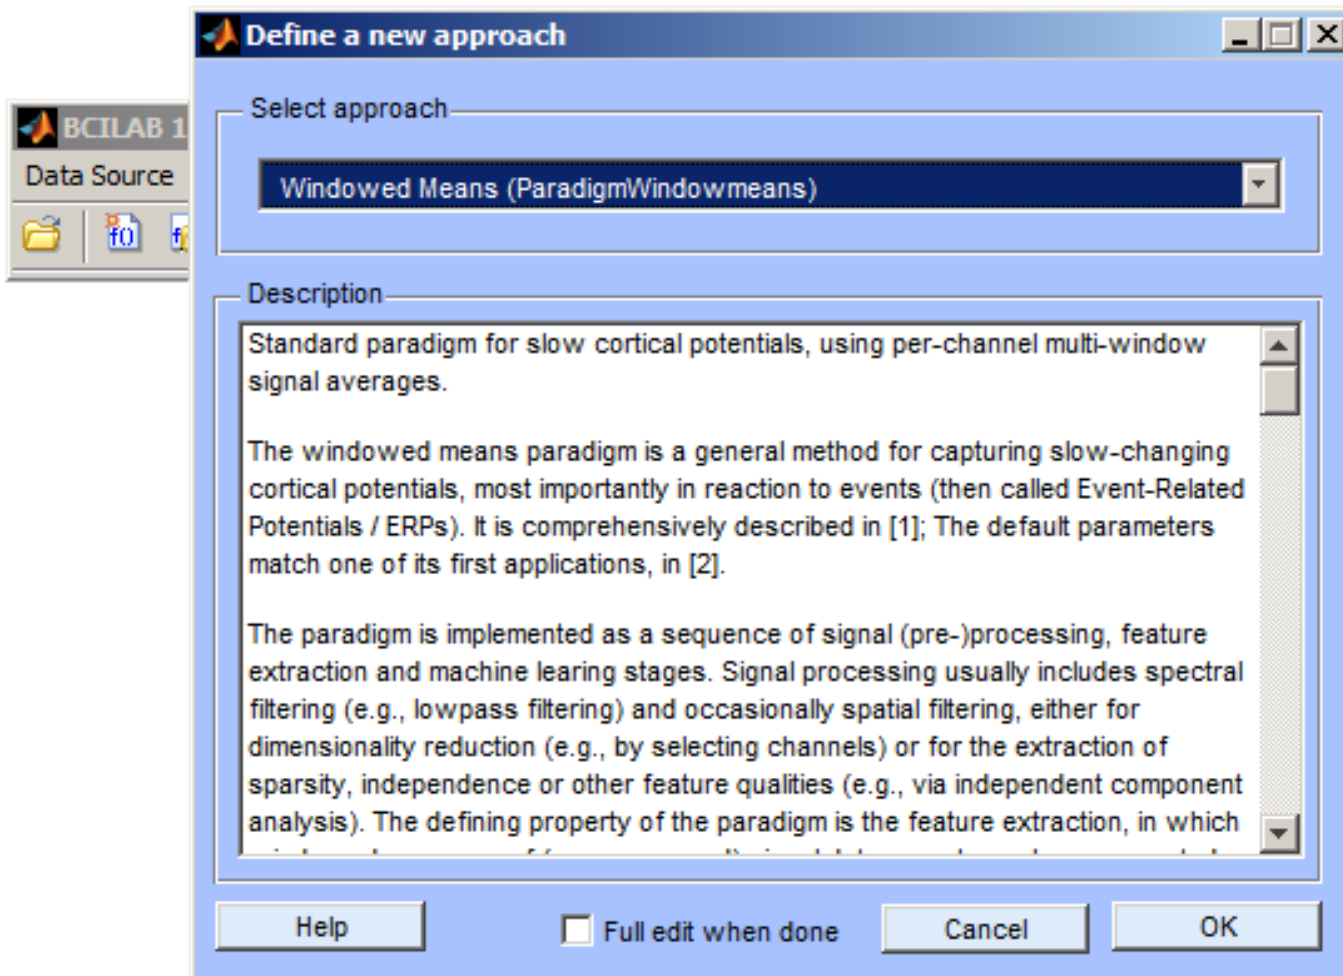 Define a new approach
BCILAB 1
Data Source
Select approach
Windowed Means (ParadigmWindowmeans)
Description
Standard paradigm for slow cortical potentials, using per-channel multi-window
signal averages.
The windowed means paradigm is a general method for capturing slow-changing
cortical potentials, most importantly in reaction to events (then called Event-Related
Potentials / ERPs). It is comprehensively described in [1]; The default parameters
match one of its first applications, in [2].
The paradigm is implemented as a sequence of signal (pre-)processing, feature
extraction and machine learing stages. Signal processing usually includes spectral
filtering (e.g., lowpass filtering) and occasionally spatial filtering, either for
dimensionality reduction (e.g., by selecting channels) or for the extraction of
sparsity, independence or other feature qualities (e.g., via independent component
analysis). The defining property of the paradigm is the feature extraction, in which
Help
Full edit when done
Cancel
OK